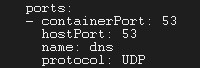 ports:
- containerPort: 53
  hostPort: 53
  name: dns
  protocol: UDP